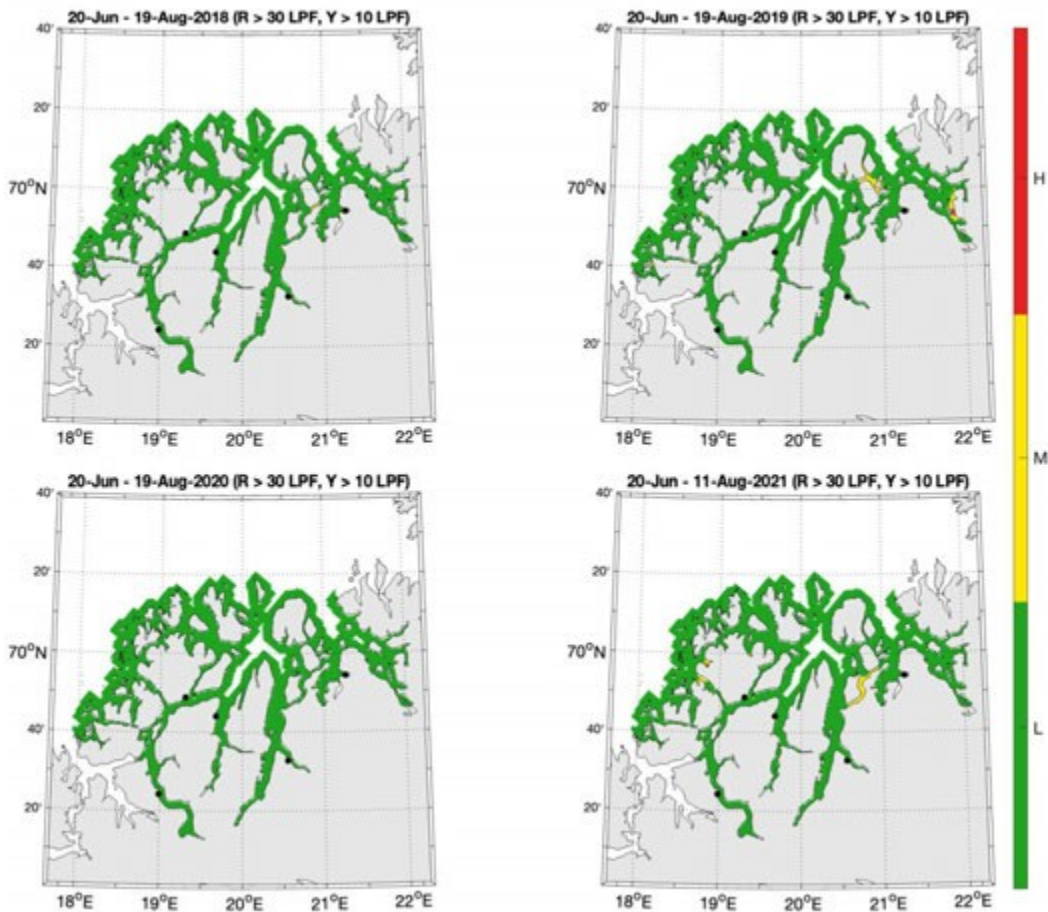 20-Jun - 19-Aug-2018 (R > 30 LPF, Y > 10 LPF)
40'
20'
70°N
40'
20'
18°E 19°E 20°E 21°E 22°E
20-Jun - 19-Aug-2019 (R > 30 LPF, Y > 10 LPF)
40'
20'
70°N
40'
20'
18°E 19°E 20°E 21°E 22°E
20-Jun - 19-Aug-2020 (R > 30 LPF, Y > 10 LPF)
40'
20'
70°N
40'
20'
18°E 19°E 20°E 21°E 22°E
20-Jun - 11-Aug-2021 (R > 30 LPF, Y > 10 LPF)
40'
20'
70°N
40'
20'
18°E 19°E 20°E 21°E 22°E
H
M
L